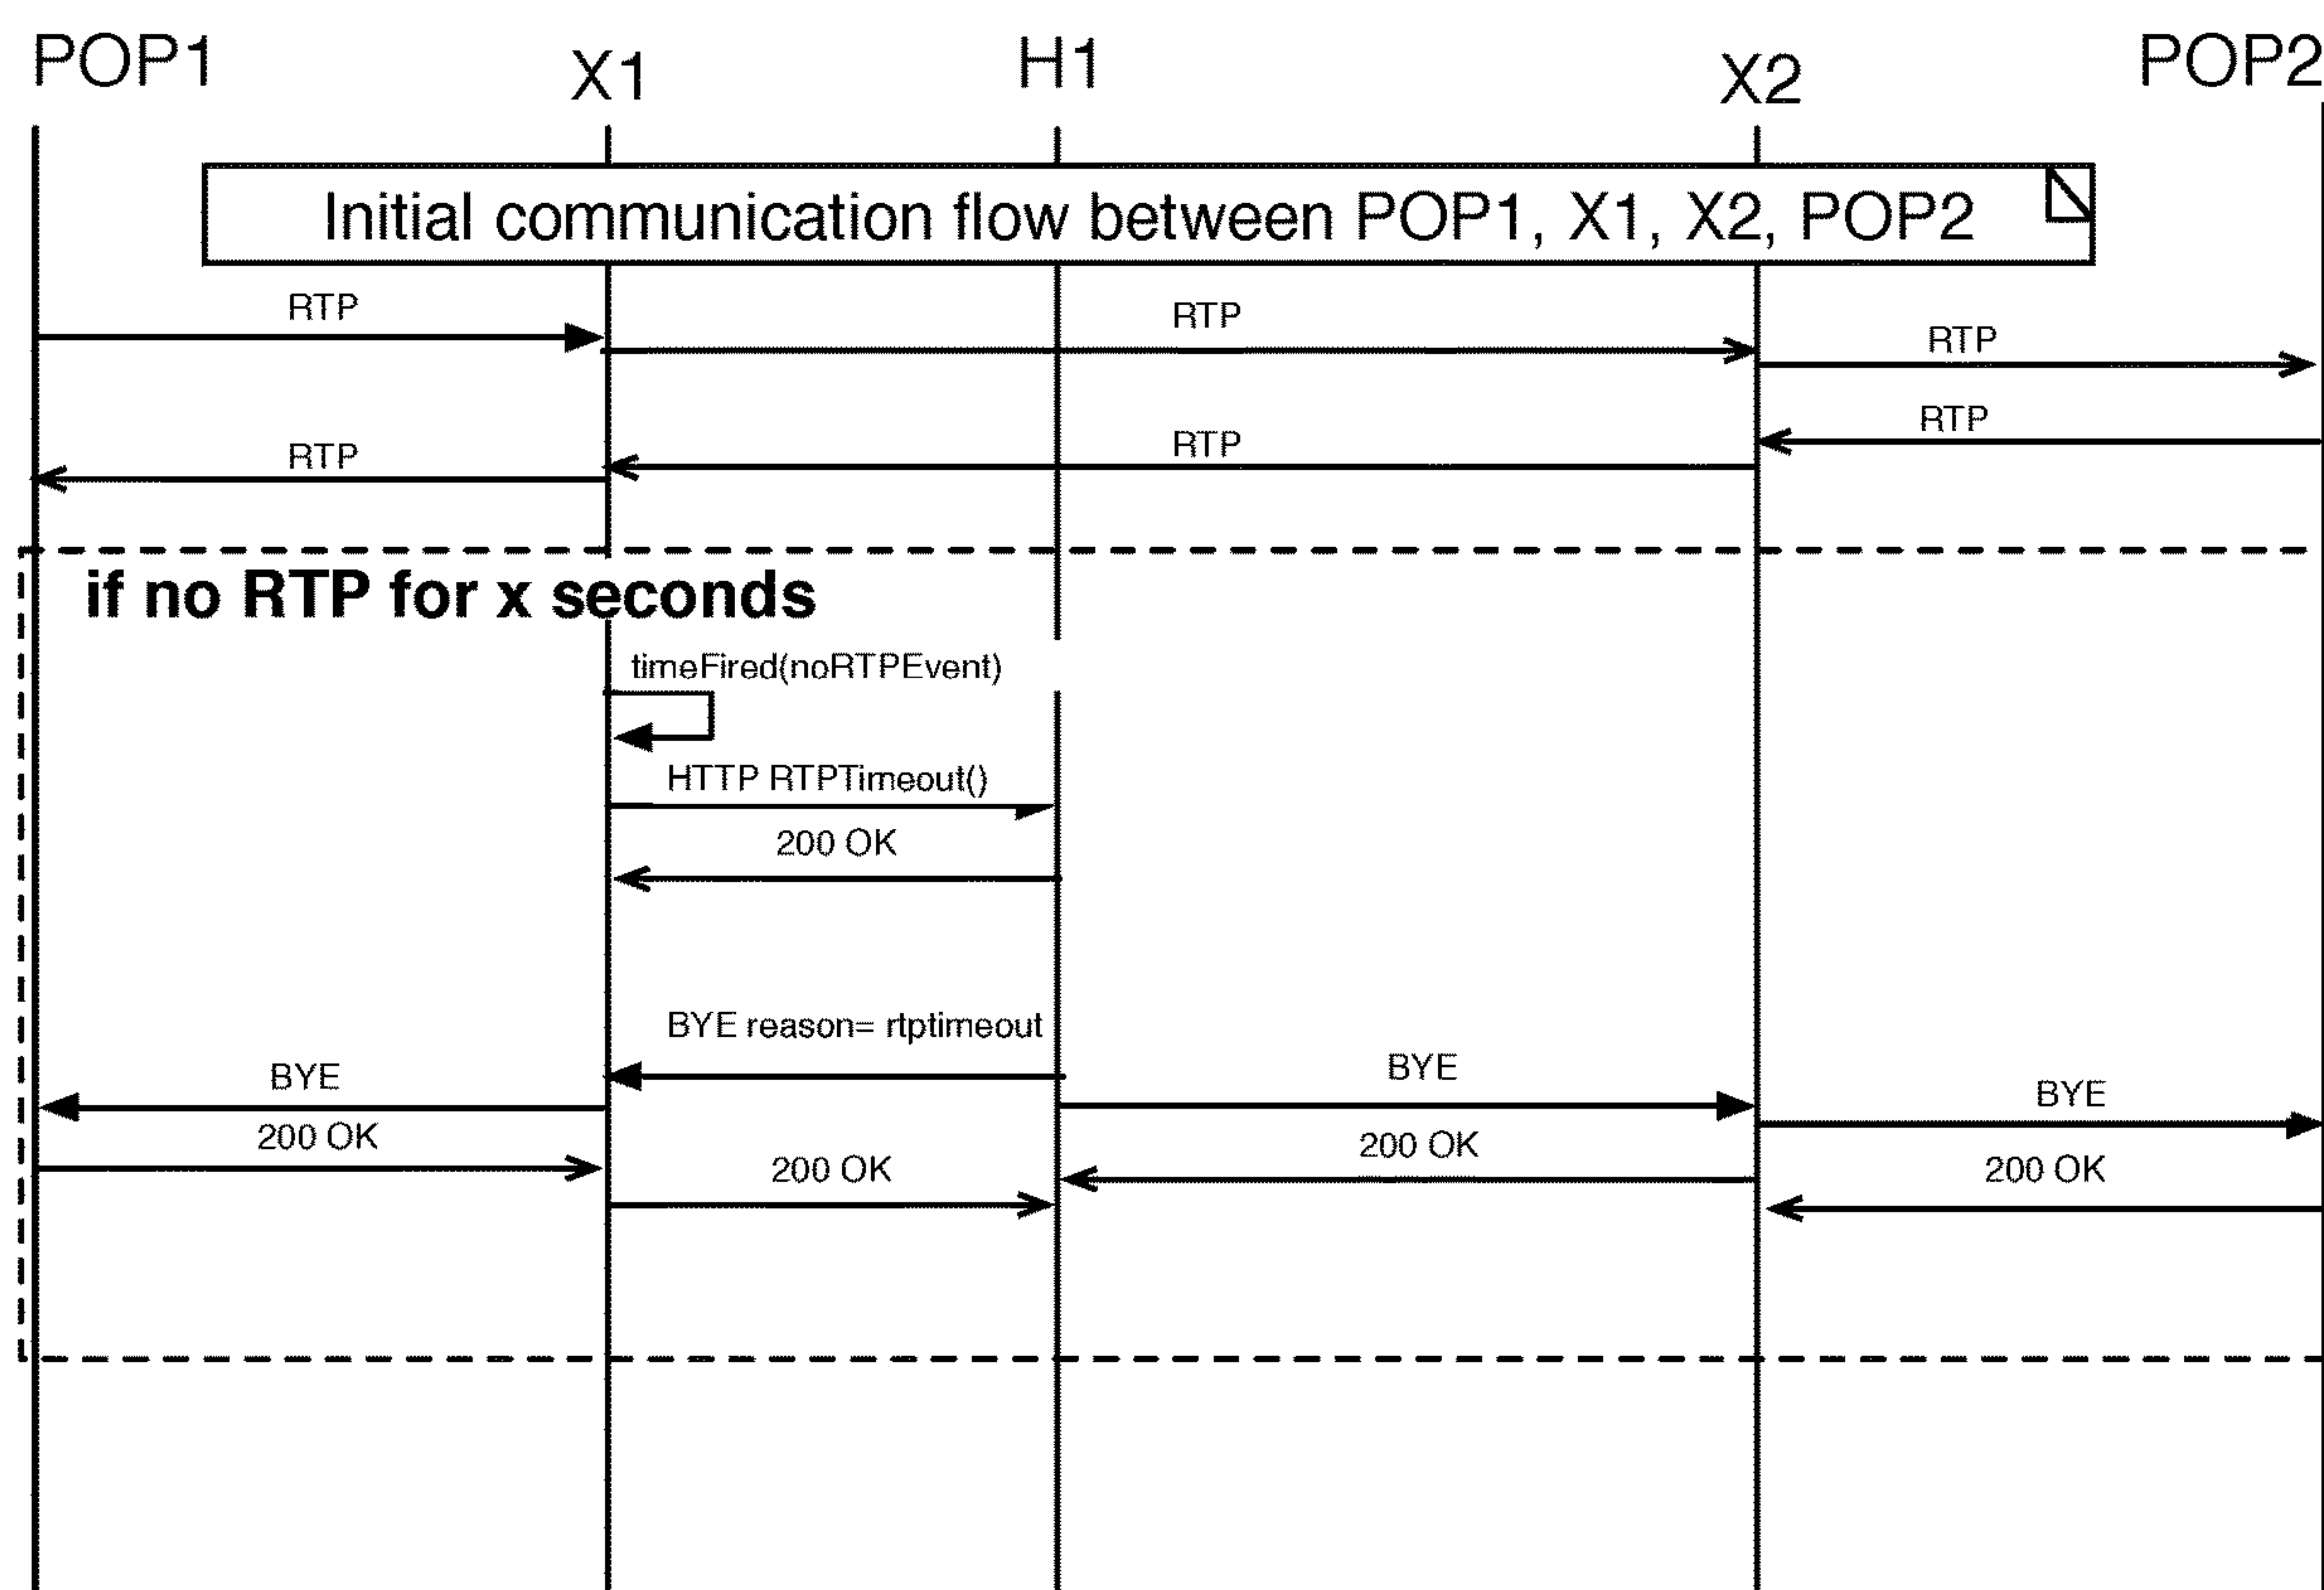 POP1
X1
H1
X2
POP2
Initial communication flow between POP1, X1, X2, POP2
RTP
RTP
RTP
RTP
RTP
RTP
if no RTP for x seconds
timeFired(noRTPEvent)
HTTP RTPTimeout()
200 OK
BYE reason= rtptimeout
BYE
BYE
BYE
200 OK
200 OK
200 OK
200 OK